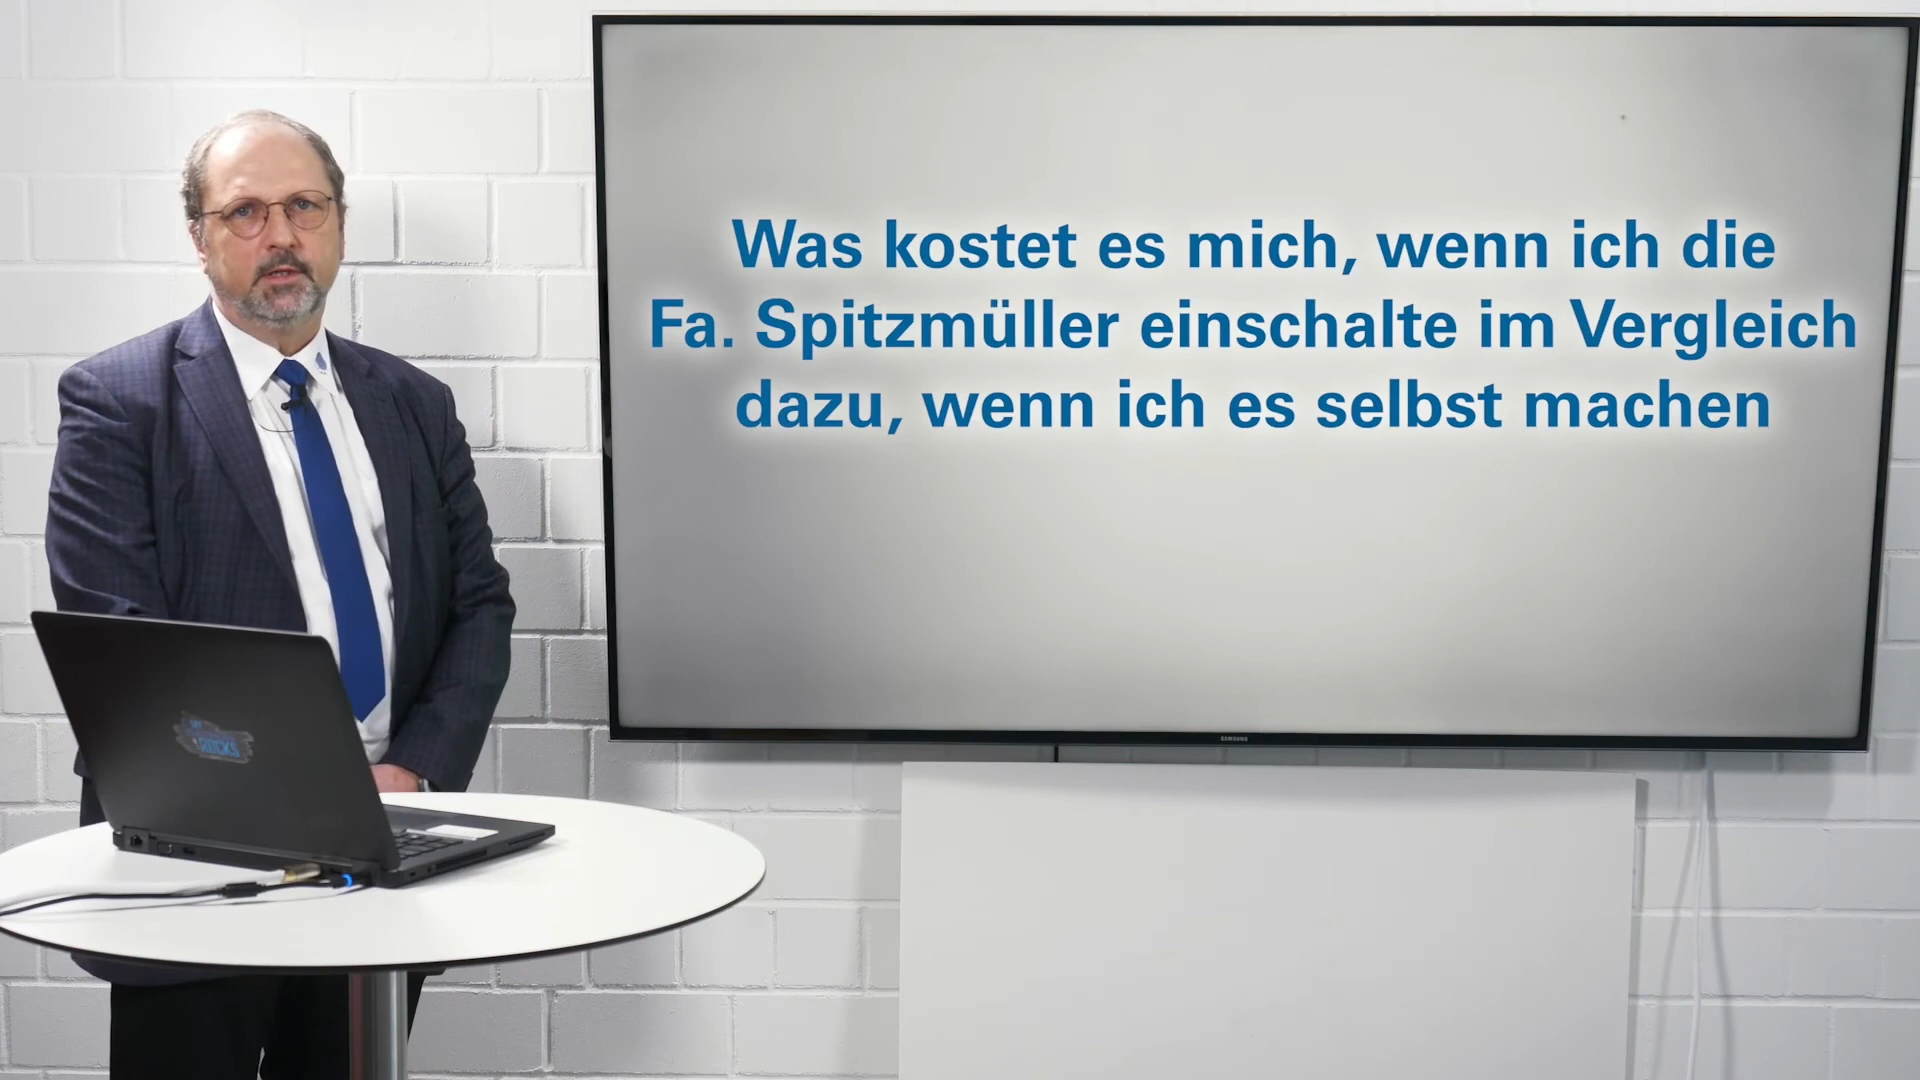 Was kostet es mich, wenn ich die
Fa. Spitzmüller einschalte im Vergleich
dazu, wenn ich es selbst machen
SAMSUNG
ROCKS